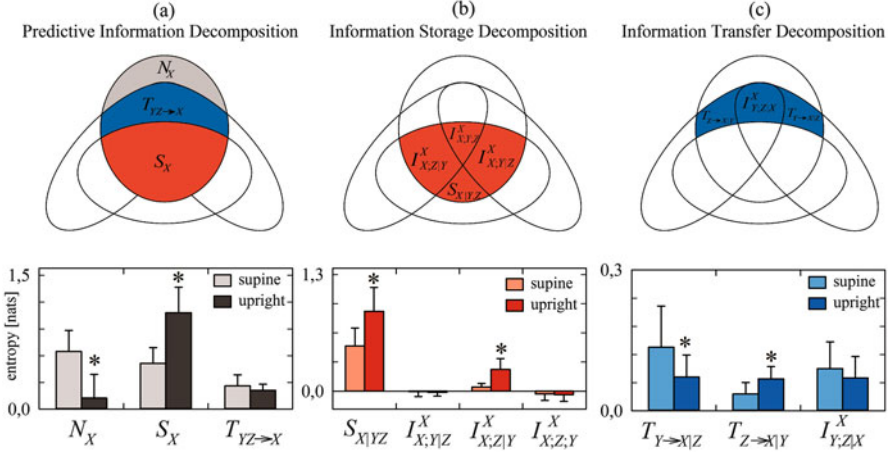 (a)
Predictive Information Decomposition
N_X
T_{YZ→X}
S_X
(b)
Information Storage Decomposition
I^X_{X;Y;Z}
I^X_{X;Z|Y}
I^X_{X;Y|Z}
S_{X|Y,Z}
(c)
Information Transfer Decomposition
T_{Z→X|Y}
I^X_{Y;Z|X}
T_{Y→X|Z}
entropy [nats]
1,5
0,0
*
*
supine
upright
N_X
S_X
T_{YZ→X}
1,3
0,0
*
*
supine
upright
S_{X|YZ}
I^X_{X;Y|Z}
I^X_{X;Z|Y}
I^X_{X;Z;Y}
0,3
0,0
*
*
supine
upright
T_{Y→X|Z}
T_{Z→X|Y}
I^X_{Y;Z|X}